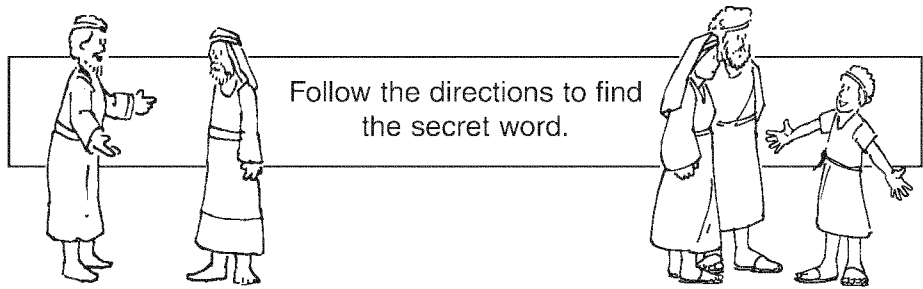 Follow the directions to find
the secret word.